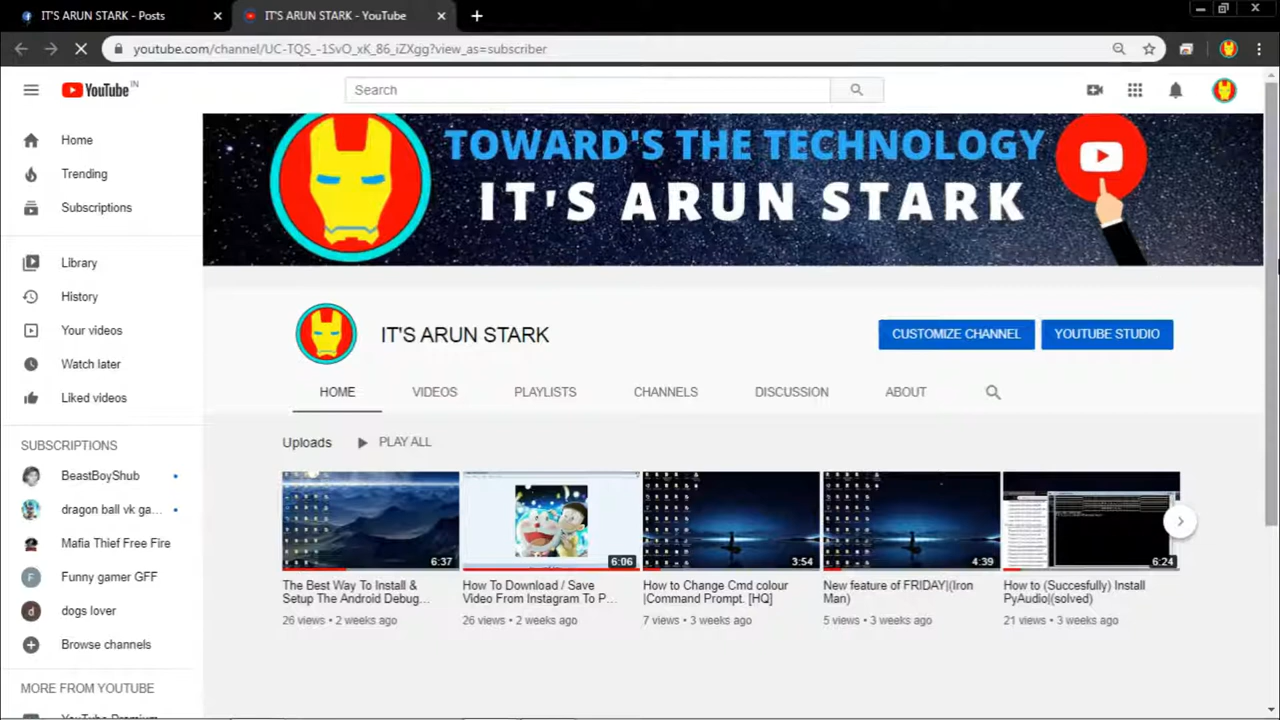 IT'S ARUN STARK - Posts
IT'S ARUN STARK - YouTube
youtube.com/channel/UC-TQS_-1SvO_xK_86_iZXgg?view_as=subscriber
YouTube IN
Search
Home
Trending
Subscriptions
Library
History
Your videos
Watch later
Liked videos
SUBSCRIPTIONS
BeastBoyShub
dragon ball vk ga...
Mafia Thief Free Fire
Funny gamer GFF
dogs lover
Browse channels
MORE FROM YOUTUBE
YouTube Premium
TOWARD'S THE TECHNOLOGY
IT'S ARUN STARK
IT'S ARUN STARK
CUSTOMIZE CHANNEL
YOUTUBE STUDIO
HOME VIDEOS PLAYLISTS CHANNELS DISCUSSION ABOUT
Uploads PLAY ALL
6:37
The Best Way To Install &
Setup The Android Debug...
26 views • 2 weeks ago
6:06
How To Download / Save
Video From Instagram To P...
26 views • 2 weeks ago
3:54
How to Change Cmd colour
|Command Prompt. [HQ]
7 views • 3 weeks ago
4:39
New feature of FRIDAY|(Iron
Man)
5 views • 3 weeks ago
6:24
How to (Succesfully) Install
PyAudio|(solved)
21 views • 3 weeks ago